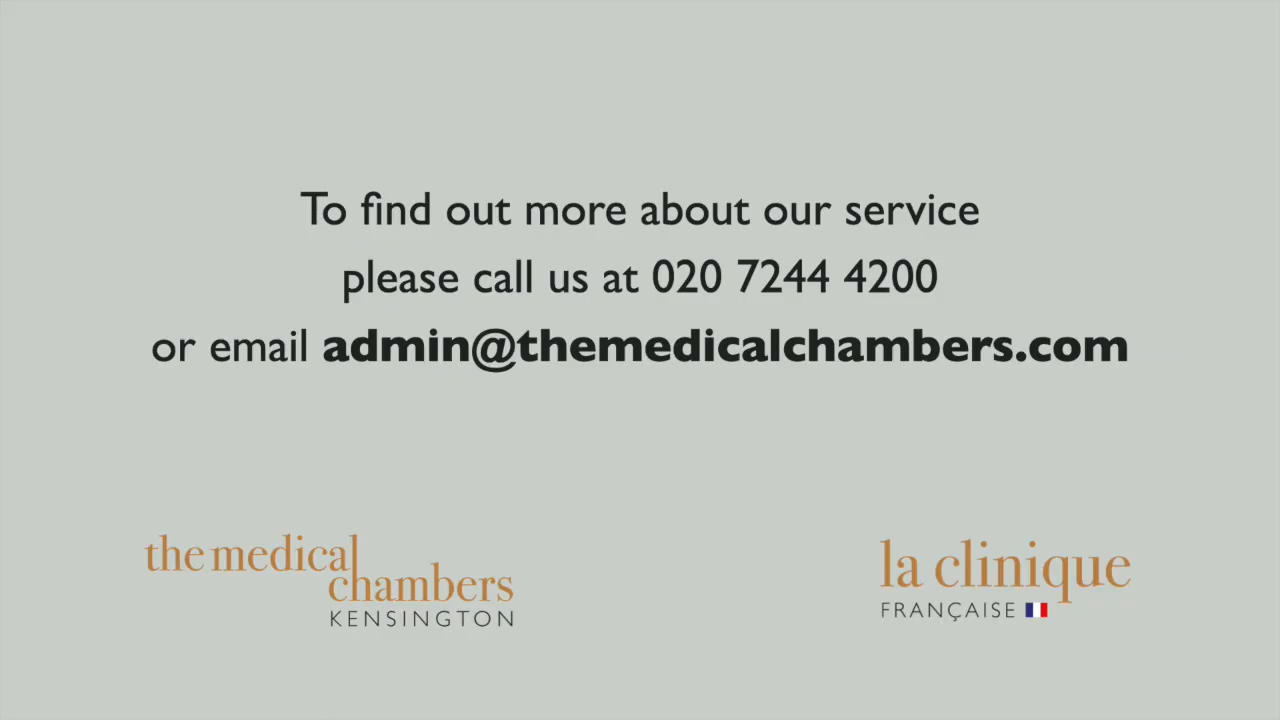 To find out more about our service
please call us at 020 7244 4200
or email admin@themedicalchambers.com
the medical
chambers
KENSINGTON
la clinique
FRANÇAISE